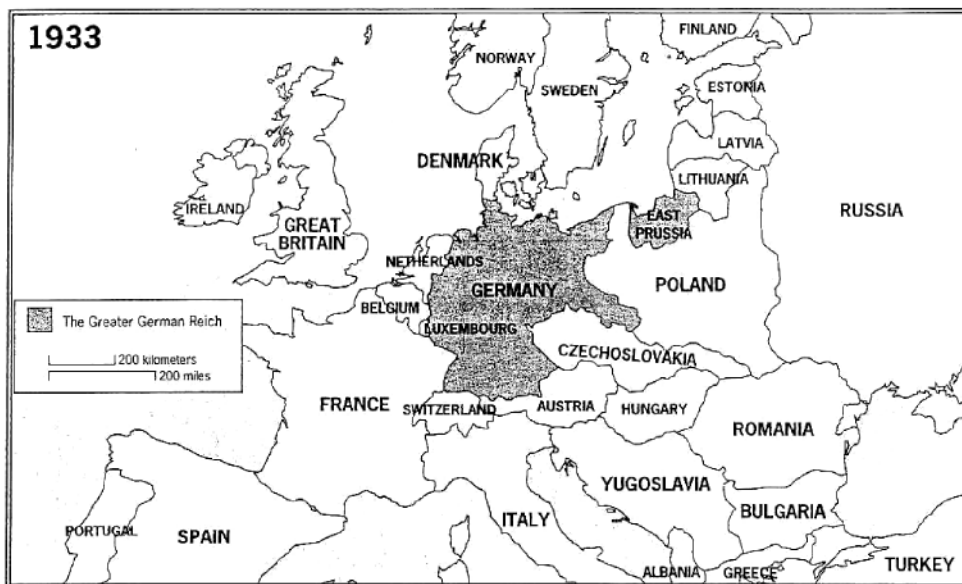 1933
FINLAND
NORWAY
SWEDEN
ESTONIA
LATVIA
DENMARK
LITHUANIA
IRELAND
GREAT
BRITAIN
EAST
PRUSSIA
RUSSIA
NETHERLANDS
GERMANY
POLAND
BELGIUM
LUXEMBOURG
The Greater German Reich
200 kilometers
200 miles
CZECHOSLOVAKIA
FRANCE
SWITZERLAND
AUSTRIA
HUNGARY
ROMANIA
YUGOSLAVIA
BULGARIA
PORTUGAL
SPAIN
ITALY
ALBANIA
GREECE
TURKEY